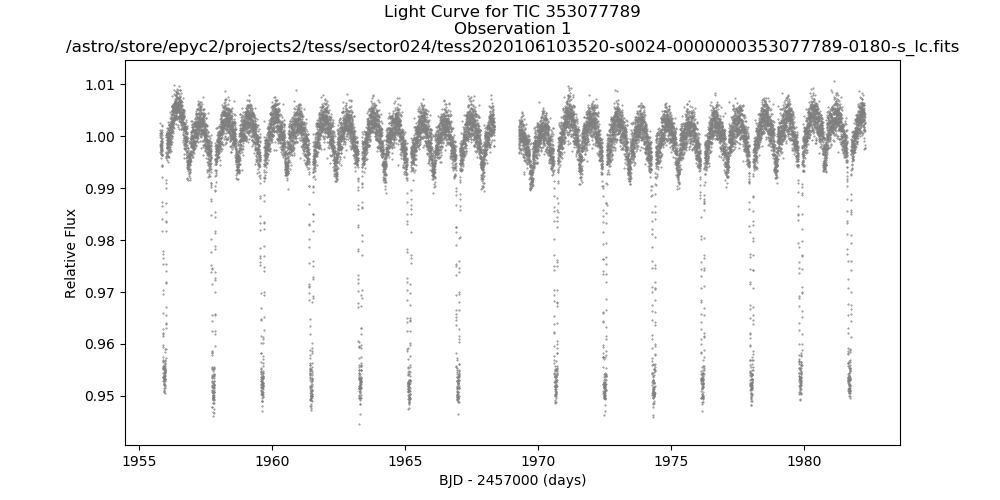 Light Curve for TIC 353077789
Observation 1
/astro/store/epyc2/projects2/tess/sector024/tess2020106103520-s0024-0000000353077789-0180-s_lc.fits
1.01
1.00
0.99
0.98
0.97
0.96
0.95
Relative Flux
1955
1960
1965
1970
1975
1980
BJD - 2457000 (days)